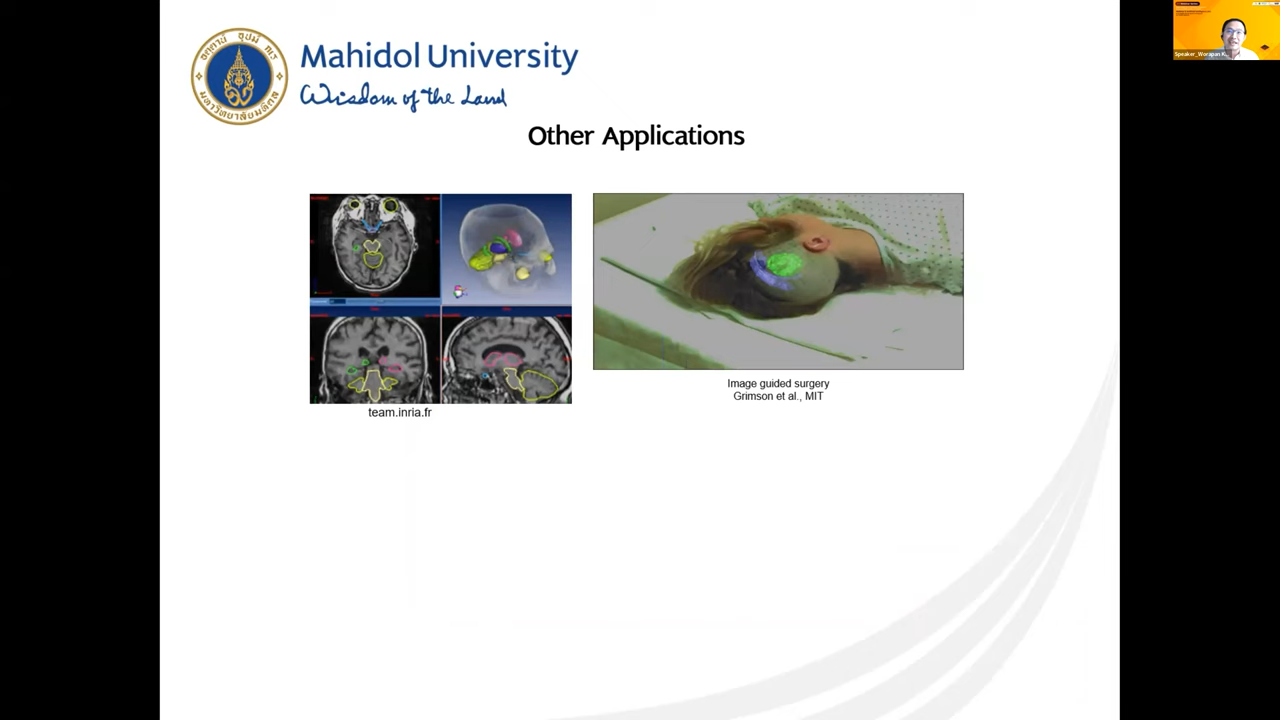 Mahidol University
Wisdom of the Land
Other Applications
team.inria.fr
Image guided surgery
Grimson et al., MIT